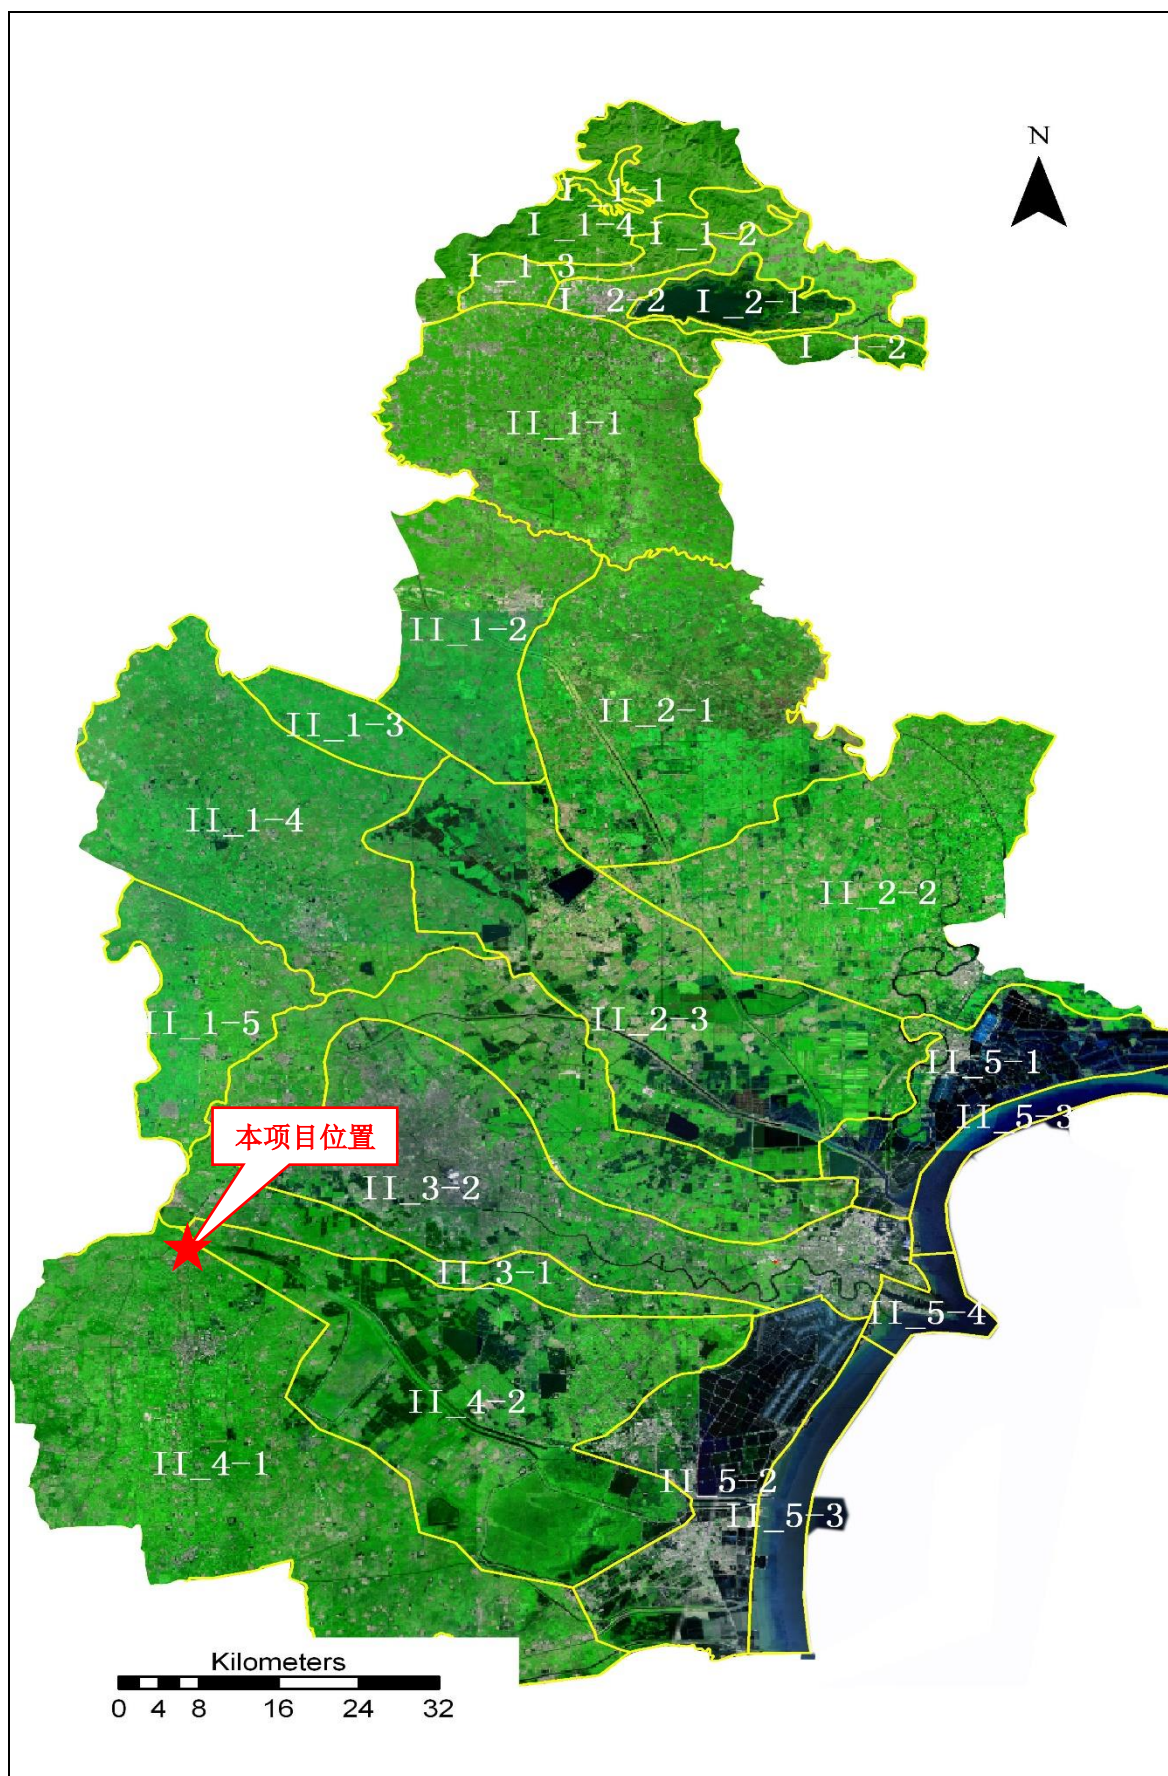 N
I_1-1
I_1-4
I_1-2
I_1-3
I_2-2
I_2-1
I_1-2
II_1-1
II_1-2
II_2-1
II_1-3
II_1-4
II_2-2
II_1-5
II_2-3
II_5-1
II_5-3
本项目位置
II_3-2
II_3-1
II_5-4
II_4-2
II_4-1
II_5-2
II_5-3
Kilometers
0 4 8 16 24 32